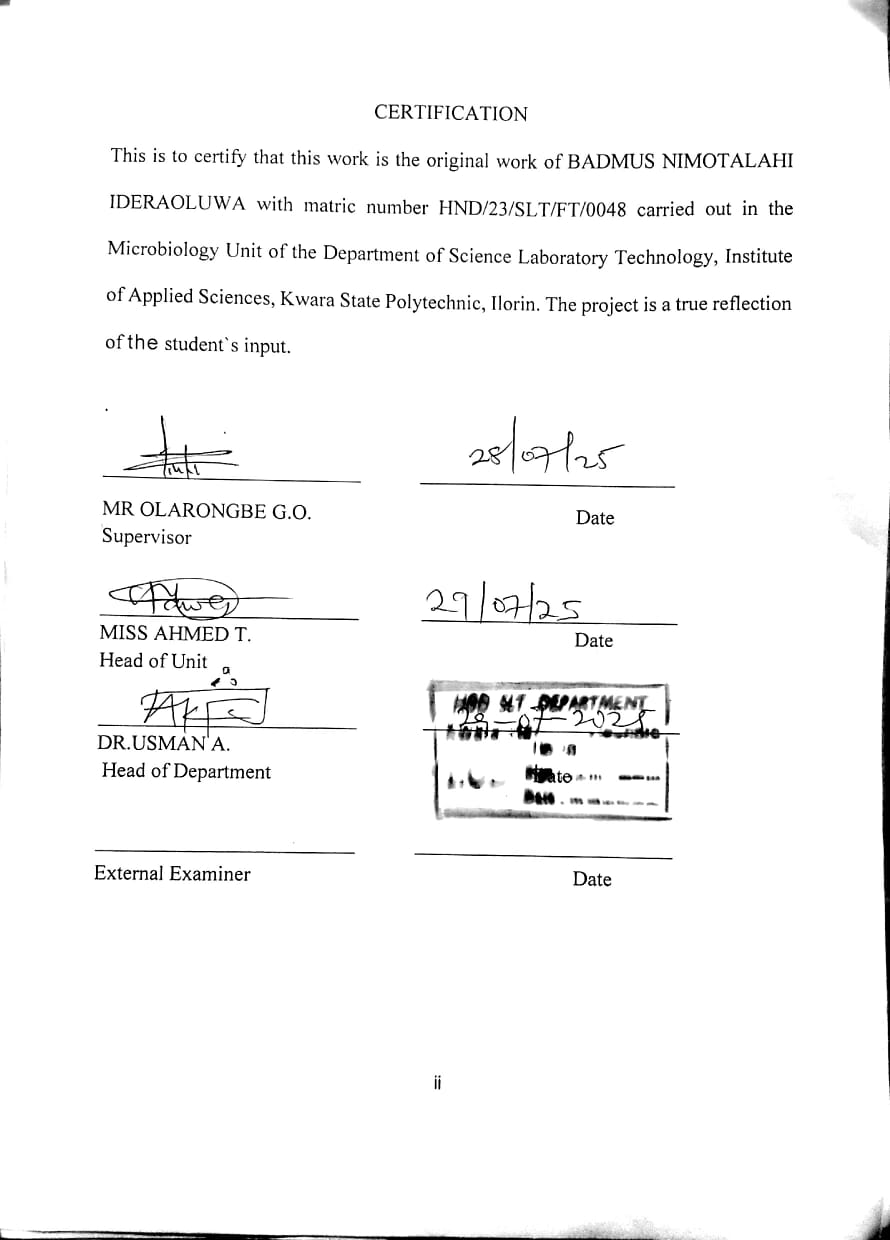 CERTIFICATION
This is to certify that this work is the original work of BADMUS NIMOTALAHI
IDERAOLUWA with matric number HND/23/SLT/FT/0048 carried out in the
Microbiology Unit of the Department of Science Laboratory Technology, Institute
of Applied Sciences, Kwara State Polytechnic, Ilorin. The project is a true reflection
of the student`s input.
28/07/25
MR OLARONGBE G.O.
Date
Supervisor
29/07/25
MISS AHMED T.
Date
Head of Unit
HOD SLT DEPARTMENT
DR.USMAN A.
Head of Department
External Examiner
Date
ii